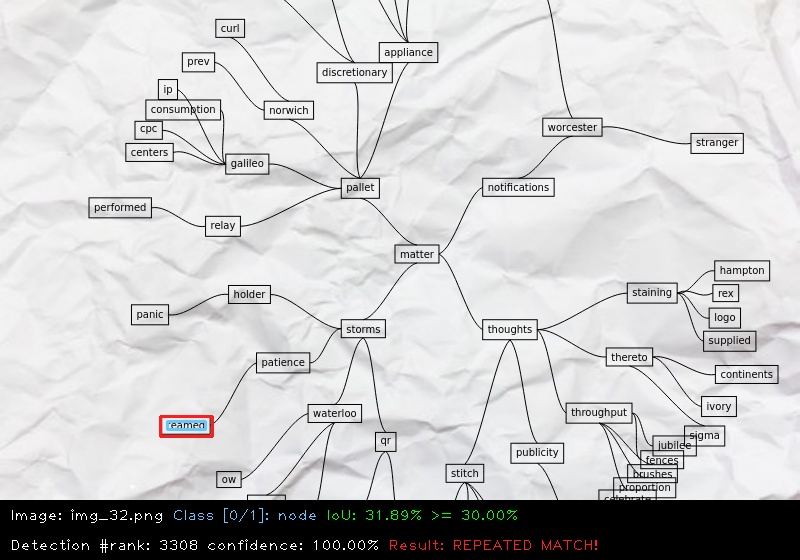 curl
appliance
prev
discretionary
ip
consumption
norwich
cpc
worcester
stranger
centers
galileo
pallet
notifications
performed
relay
matter
hampton
holder
staining
rex
panic
logo
storms
thoughts
supplied
patience
thereto
continents
waterloo
throughput
ivory
sigma
qr
jubilee
publicity
fences
stitch
brushes
ow
proportion
celebrate
Image: img_32.png Class [0/1]: node IoU: 31.89% >= 30.00%
Detection #rank: 3308 confidence: 100.00% Result: REPEATED MATCH!